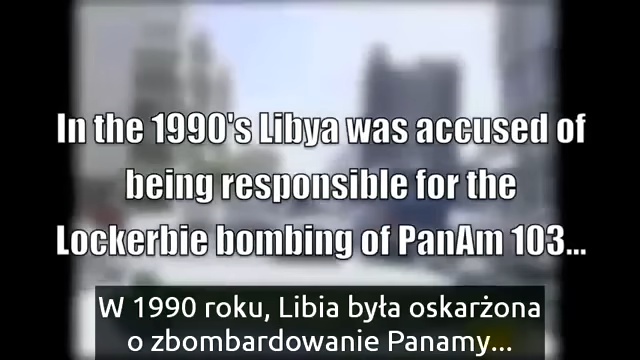 In the 1990's Libya was accused of
being responsible for the
Lockerbie bombing of PanAm 103...
W 1990 roku, Libia była oskarżona
o zbombardowanie Panamy...